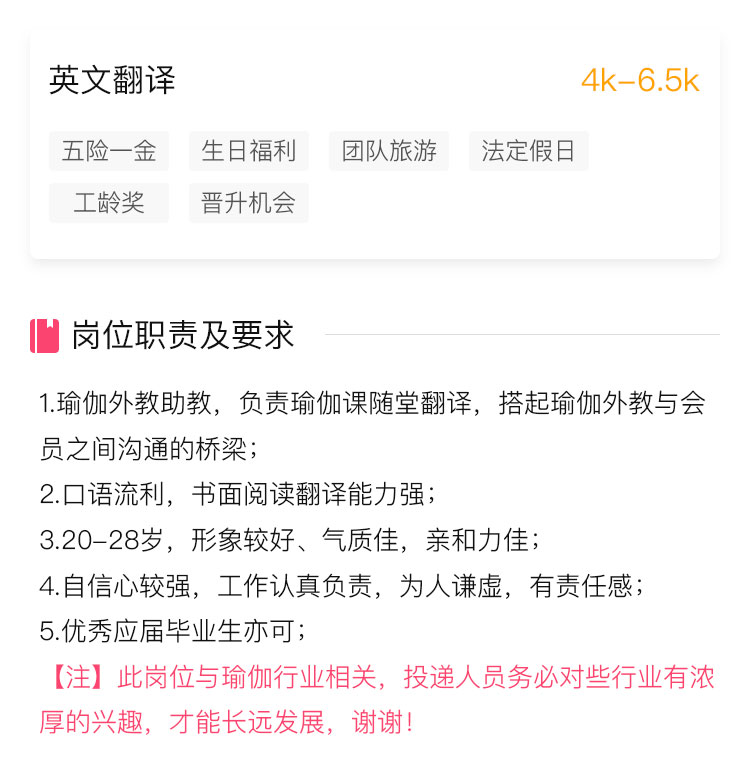 英文翻译 4k-6.5k
五险一金 生日福利 团队旅游 法定假日
工龄奖 晋升机会
岗位职责及要求
1.瑜伽外教助教，负责瑜伽课随堂翻译，搭起瑜伽外教与会
员之间沟通的桥梁；
2.口语流利，书面阅读翻译能力强；
3.20-28岁，形象较好、气质佳，亲和力佳；
4.自信心较强，工作认真负责，为人谦虚，有责任感；
5.优秀应届毕业生亦可；
【注】此岗位与瑜伽行业相关，投递人员务必对些行业有浓
厚的兴趣，才能长远发展，谢谢！